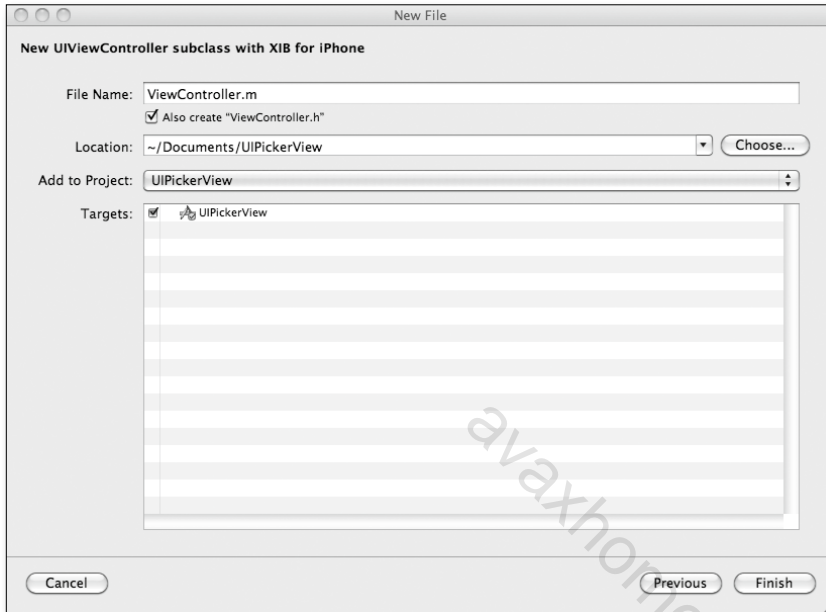 New File
New UIViewController subclass with XIB for iPhone
File Name: ViewController.m
Also create "ViewController.h"
Location: ~/Documents/UIPickerView Choose...
Add to Project: UIPickerView
Targets: UIPickerView
avaxhome
Cancel Previous Finish